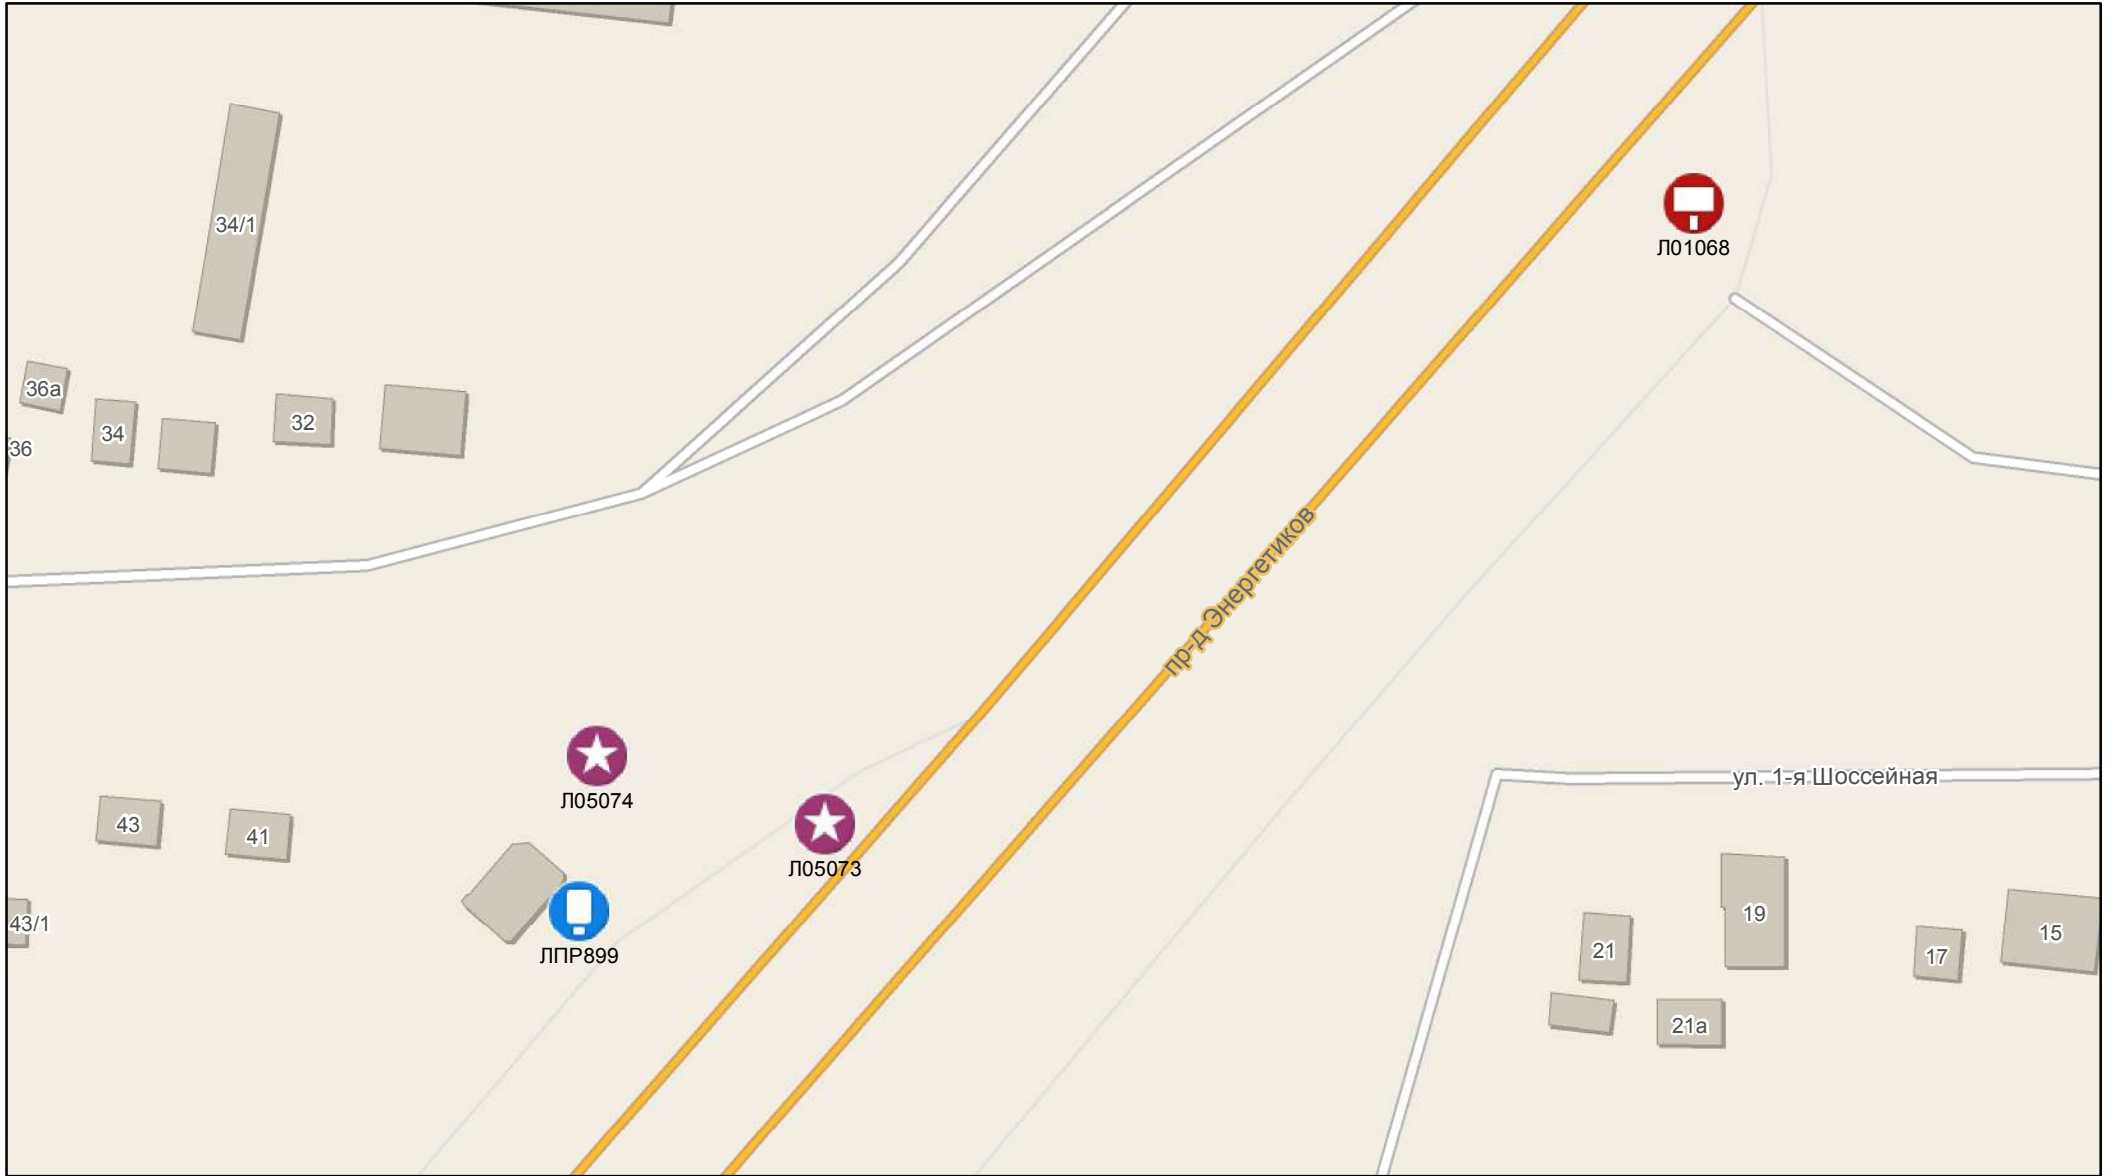 34/1
Л01068
36а
34
32
36
пр-д Энергетиков
ул. 1-я Шоссейная
Л05074
43
41
Л05073
43/1
ЛПР899
19
15
21
17
21а